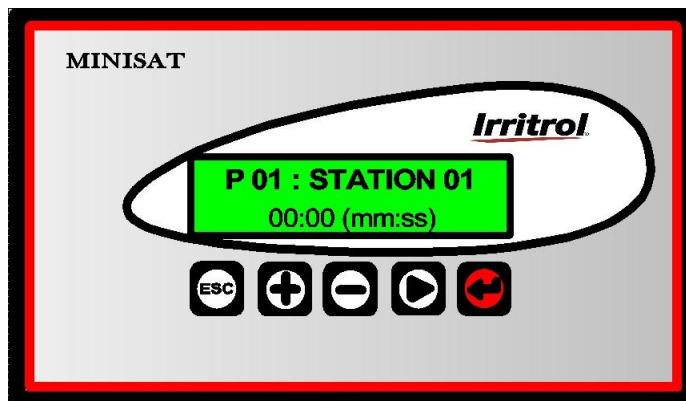 MINISAT
Irritrol
P 01 : STATION 01
00:00 (mm:ss)
ESC